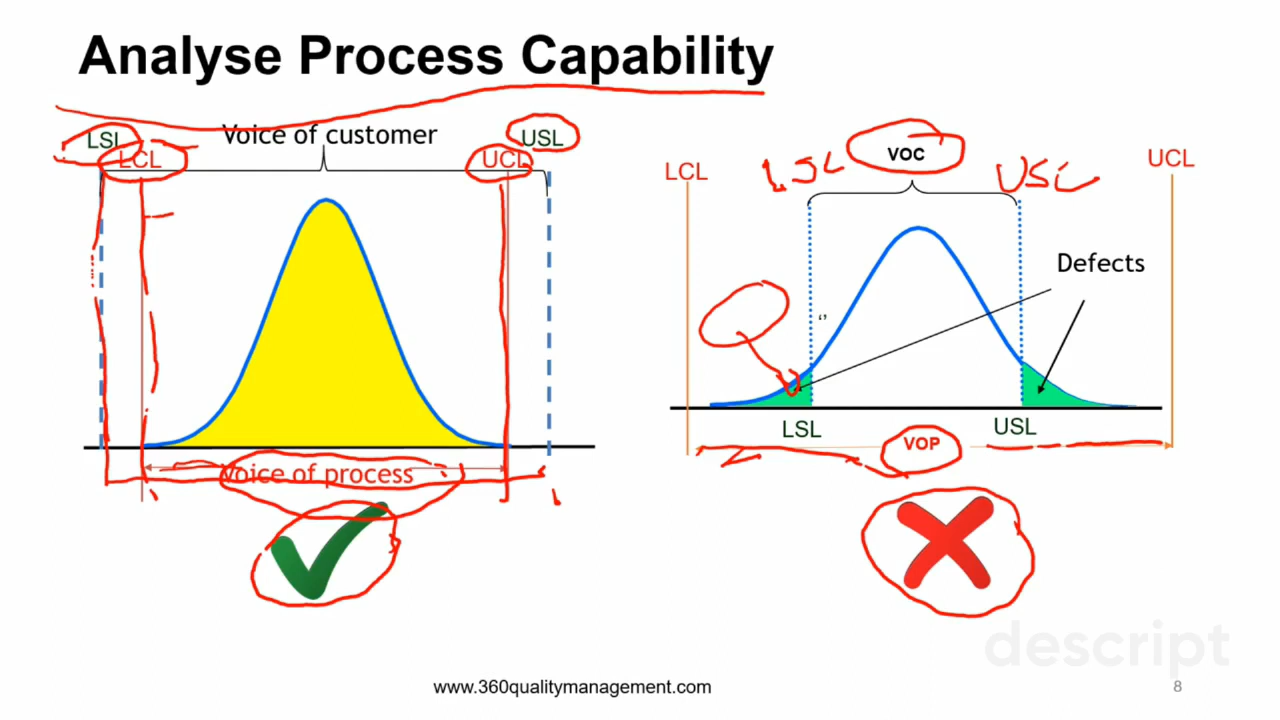 Analyse Process Capability
LSL
Voice of customer
USL
LCL
UCL
Voice of process
VOC
LSL
USL
LCL
UCL
Defects
‘’
LSL
USL
VOP
descript
www.360qualitymanagement.com
8